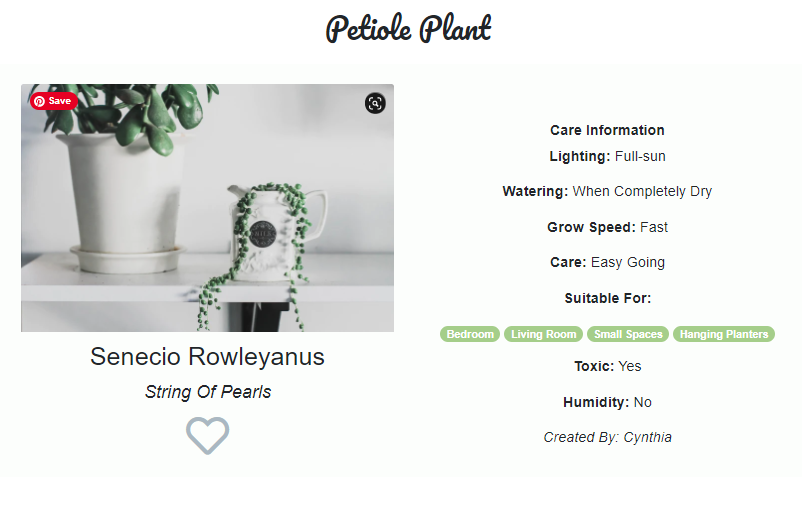 Petiole Plant
Save
Senecio Rowleyanus
String Of Pearls
Care Information
Lighting: Full-sun
Watering: When Completely Dry
Grow Speed: Fast
Care: Easy Going
Suitable For:
Bedroom Living Room Small Spaces Hanging Planters
Toxic: Yes
Humidity: No
Created By: Cynthia